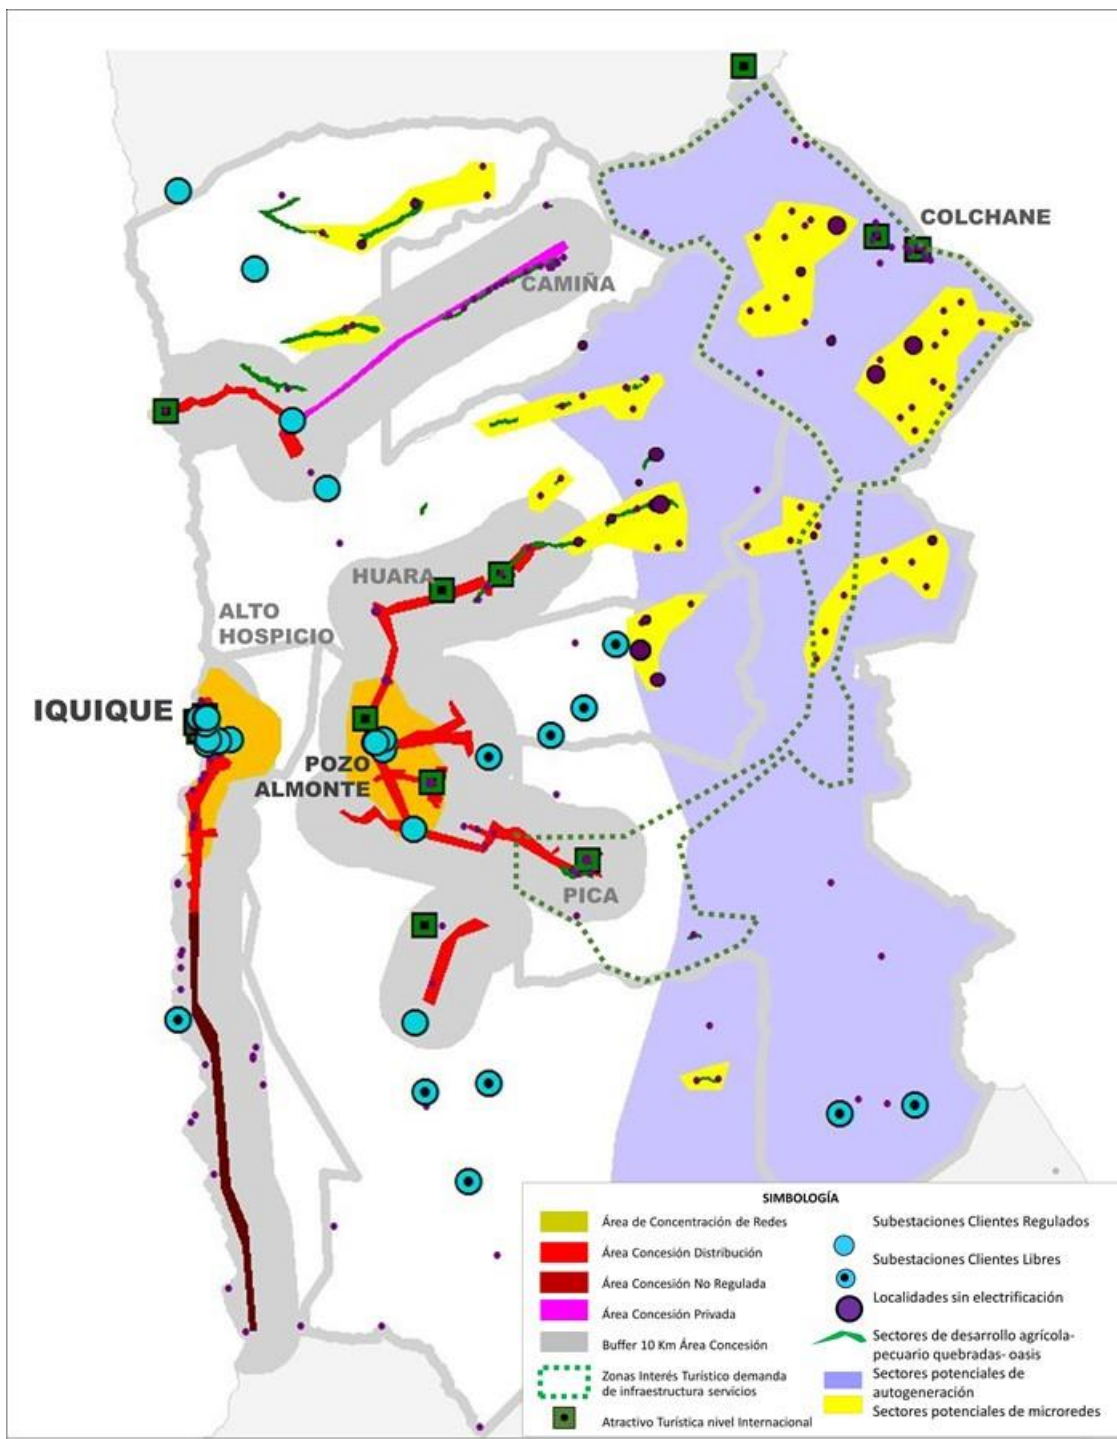 COLCHANE
CAMIÑA
HUARA
ALTO
HOSPICIO
IQUIQUE
POZO
ALMONTE
PICA
SIMBOLOGÍA
Área de Concentración de Redes
Área Concesión Distribución
Área Concesión No Regulada
Área Concesión Privada
Buffer 10 Km Área Concesión
Zonas Interés Turístico demanda
de infraestructura servicios
Atractivo Turística nivel Internacional
Subestaciones Clientes Regulados
Subestaciones Clientes Libres
Localidades sin electrificación
Sectores de desarrollo agrícola-
pecuario quebradas- oasis
Sectores potenciales de
autogeneración
Sectores potenciales de microredes